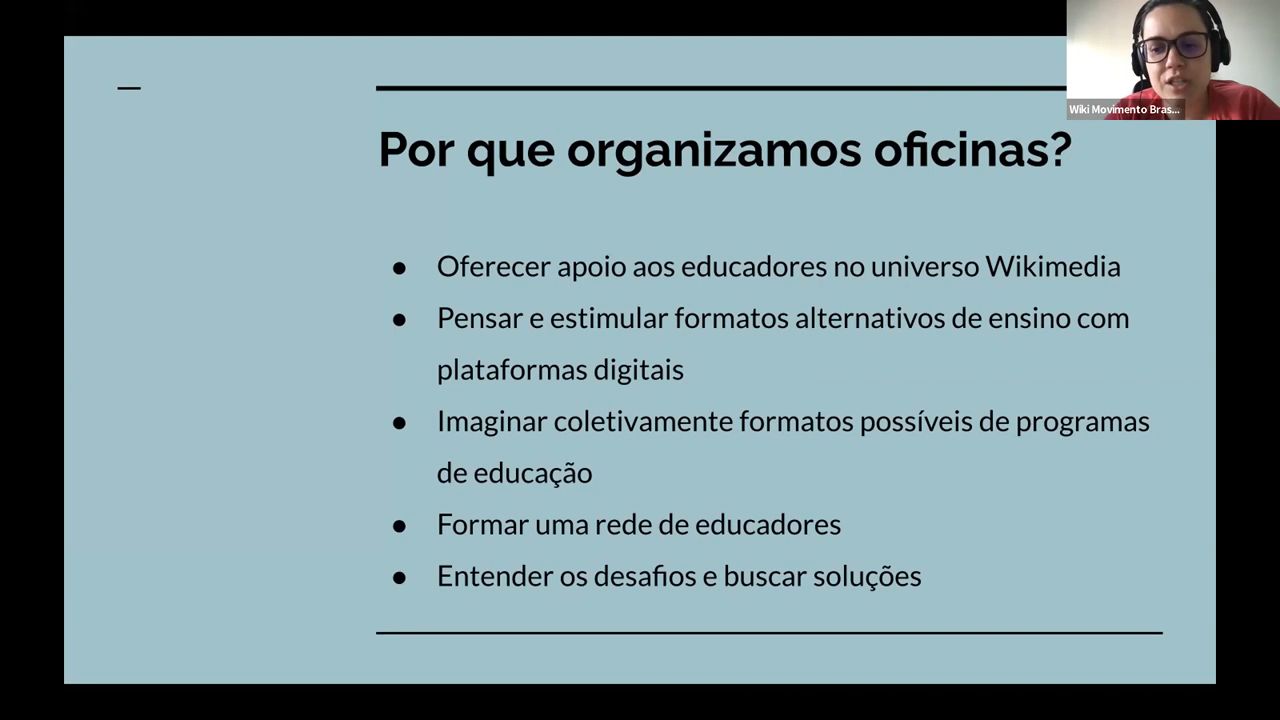 Wiki Movimento Bras...
Por que organizamos oficinas?
● Oferecer apoio aos educadores no universo Wikimedia
● Pensar e estimular formatos alternativos de ensino com
plataformas digitais
● Imaginar coletivamente formatos possíveis de programas
de educação
● Formar uma rede de educadores
● Entender os desafios e buscar soluções